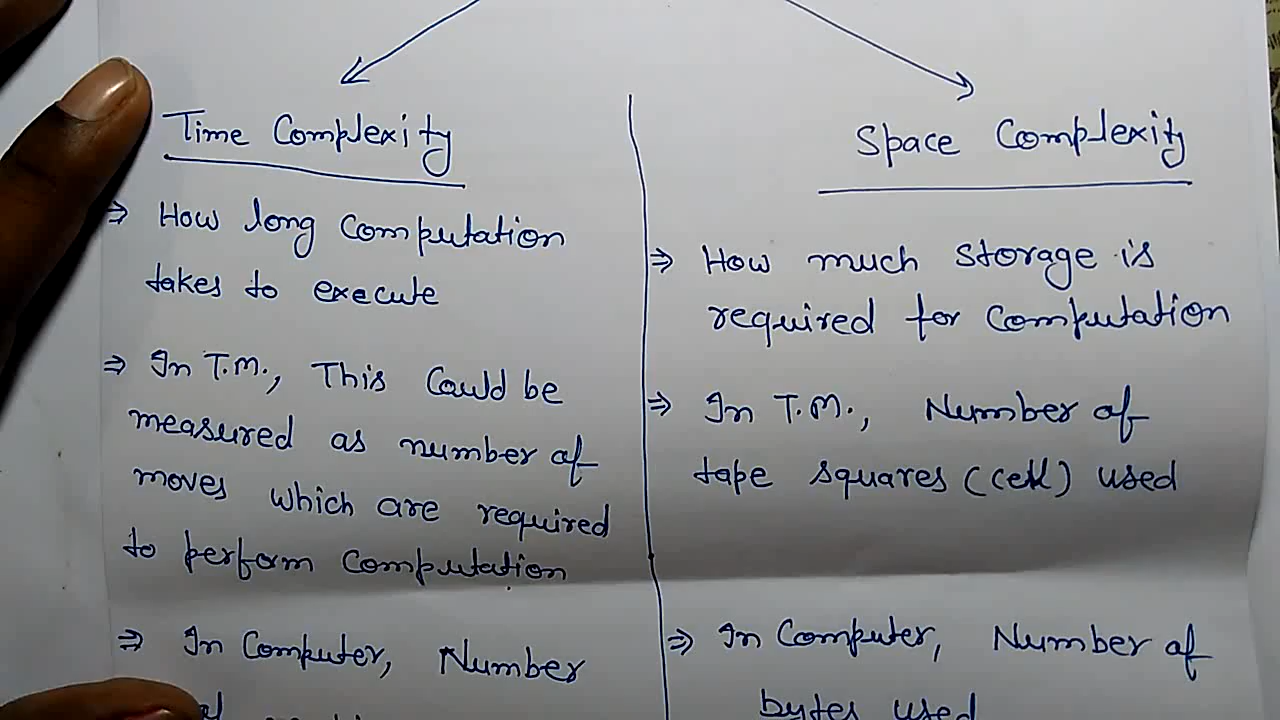 Time Complexity
⇒ How long Computation
takes to execute
⇒ In T.M., This Could be
measured as number of
moves which are required
to perform Computation
⇒ In Computer, Number
Space Complexity
⇒ How much storage is
required for Computation
⇒ In T.M., Number of
tape squares (cell) used
⇒ In Computer, Number of
bytes used